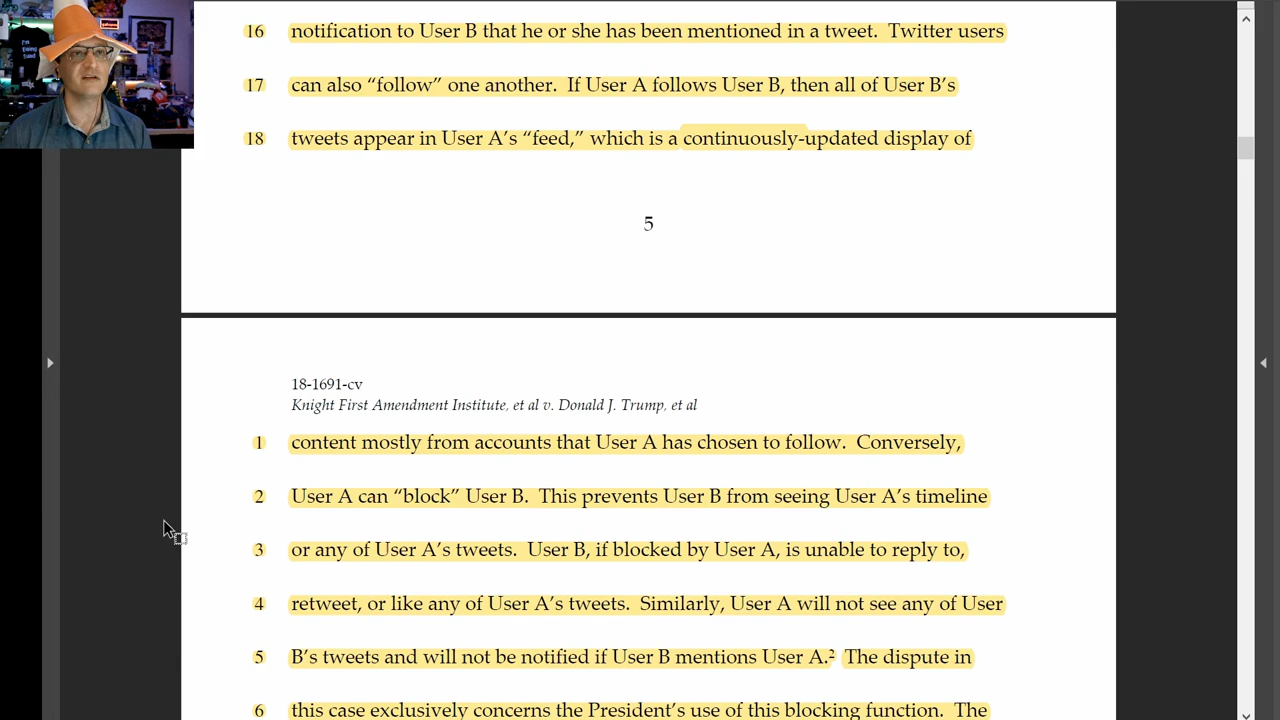 16 notification to User B that he or she has been mentioned in a tweet. Twitter users
17 can also “follow” one another. If User A follows User B, then all of User B’s
18 tweets appear in User A’s “feed,” which is a continuously-updated display of
5
18-1691-cv
Knight First Amendment Institute, et al v. Donald J. Trump, et al
1 content mostly from accounts that User A has chosen to follow. Conversely,
2 User A can “block” User B. This prevents User B from seeing User A’s timeline
3 or any of User A’s tweets. User B, if blocked by User A, is unable to reply to,
4 retweet, or like any of User A’s tweets. Similarly, User A will not see any of User
5 B’s tweets and will not be notified if User B mentions User A.² The dispute in
6 this case exclusively concerns the President’s use of this blocking function. The